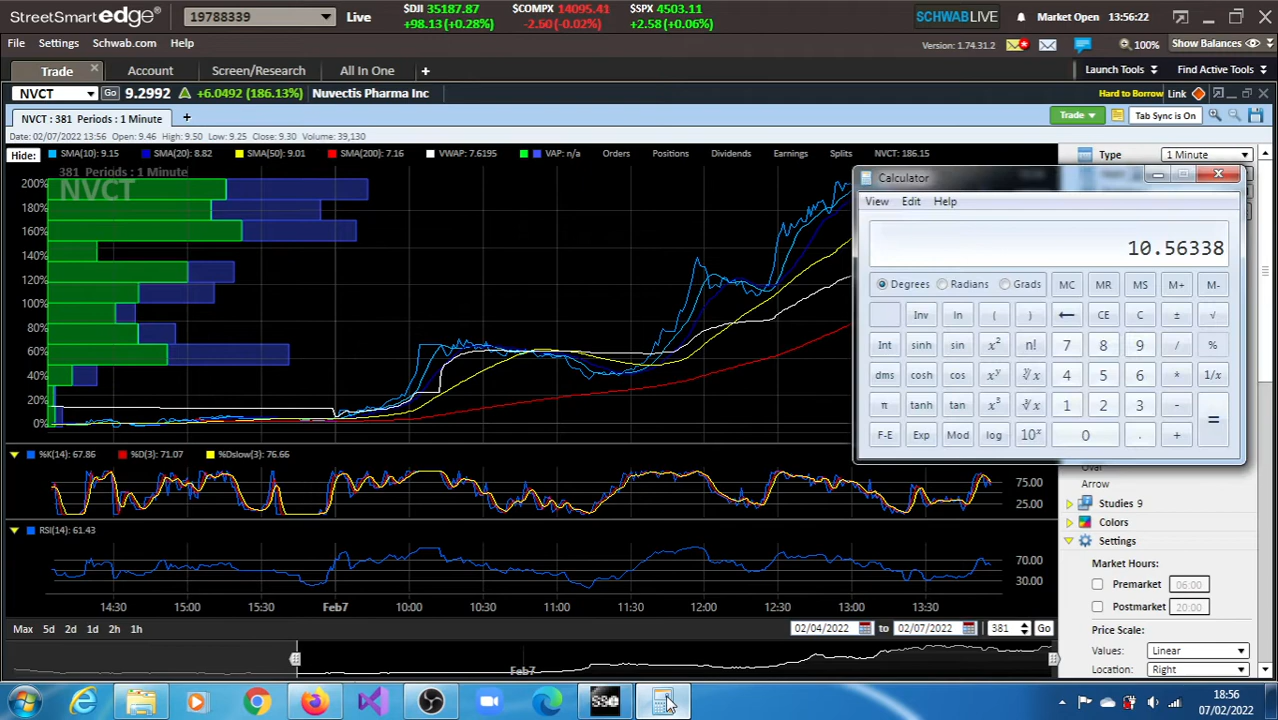 StreetSmart edge® 19788339 Live $DJI 35187.87 $COMPX 14095.41 $SPX 4503.11 SCHWABLIVE Market Open 13:56:22
+98.13 (+0.28%) -2.50 (-0.02%) +2.58 (+0.06%)
File Settings Schwab.com Help Version: 1.74.31.2 100% Show Balances
Trade Account Screen/Research All In One + Launch Tools Find Active Tools
NVCT Go 9.2992 +6.0492 (186.13%) Nuvectis Pharma Inc Hard to Borrow Link
NVCT : 381 Periods : 1 Minute + Trade Tab Sync is On
Date: 02/07/2022 13:56 Open: 9.46 High: 9.50 Low: 9.25 Close: 9.30 Volume: 39,130
Hide: SMA(10): 9.15 SMA(20): 8.82 SMA(50): 9.01 SMA(200): 7.16 VWAP: 7.6195 VAP: n/a Orders Positions Dividends Earnings Splits NVCT: 186.15 Type 1 Minute
381 Periods : 1 Minute
NVCT
200%
180%
160%
140%
120%
100%
80%
60%
40%
20%
0%
Calculator
View Edit Help
10.56338
Degrees Radians Grads MC MR MS M+ M-
Inv ln ( ) ← CE C ± √
Int sinh sin x² n! 7 8 9 / %
dms cosh cos xʸ ʸ√x 4 5 6 * 1/x
π tanh tan x³ ³√x 1 2 3 - =
F-E Exp Mod log 10ˣ 0 . +
Oval
Arrow
Studies 9
Colors
Settings
Market Hours:
Premarket 06:00
Postmarket 20:00
Price Scale:
Values: Linear
Location: Right
%K(14): 67.86 %D(3): 71.07 %Dslow(3): 76.66
75.00
25.00
RSI(14): 61.43
70.00
30.00
14:30 15:00 15:30 Feb7 10:00 10:30 11:00 11:30 12:00 12:30 13:00 13:30
Max 5d 2d 1d 2h 1h 02/04/2022 to 02/07/2022 381 Go
Feb7
SSe
18:56
07/02/2022